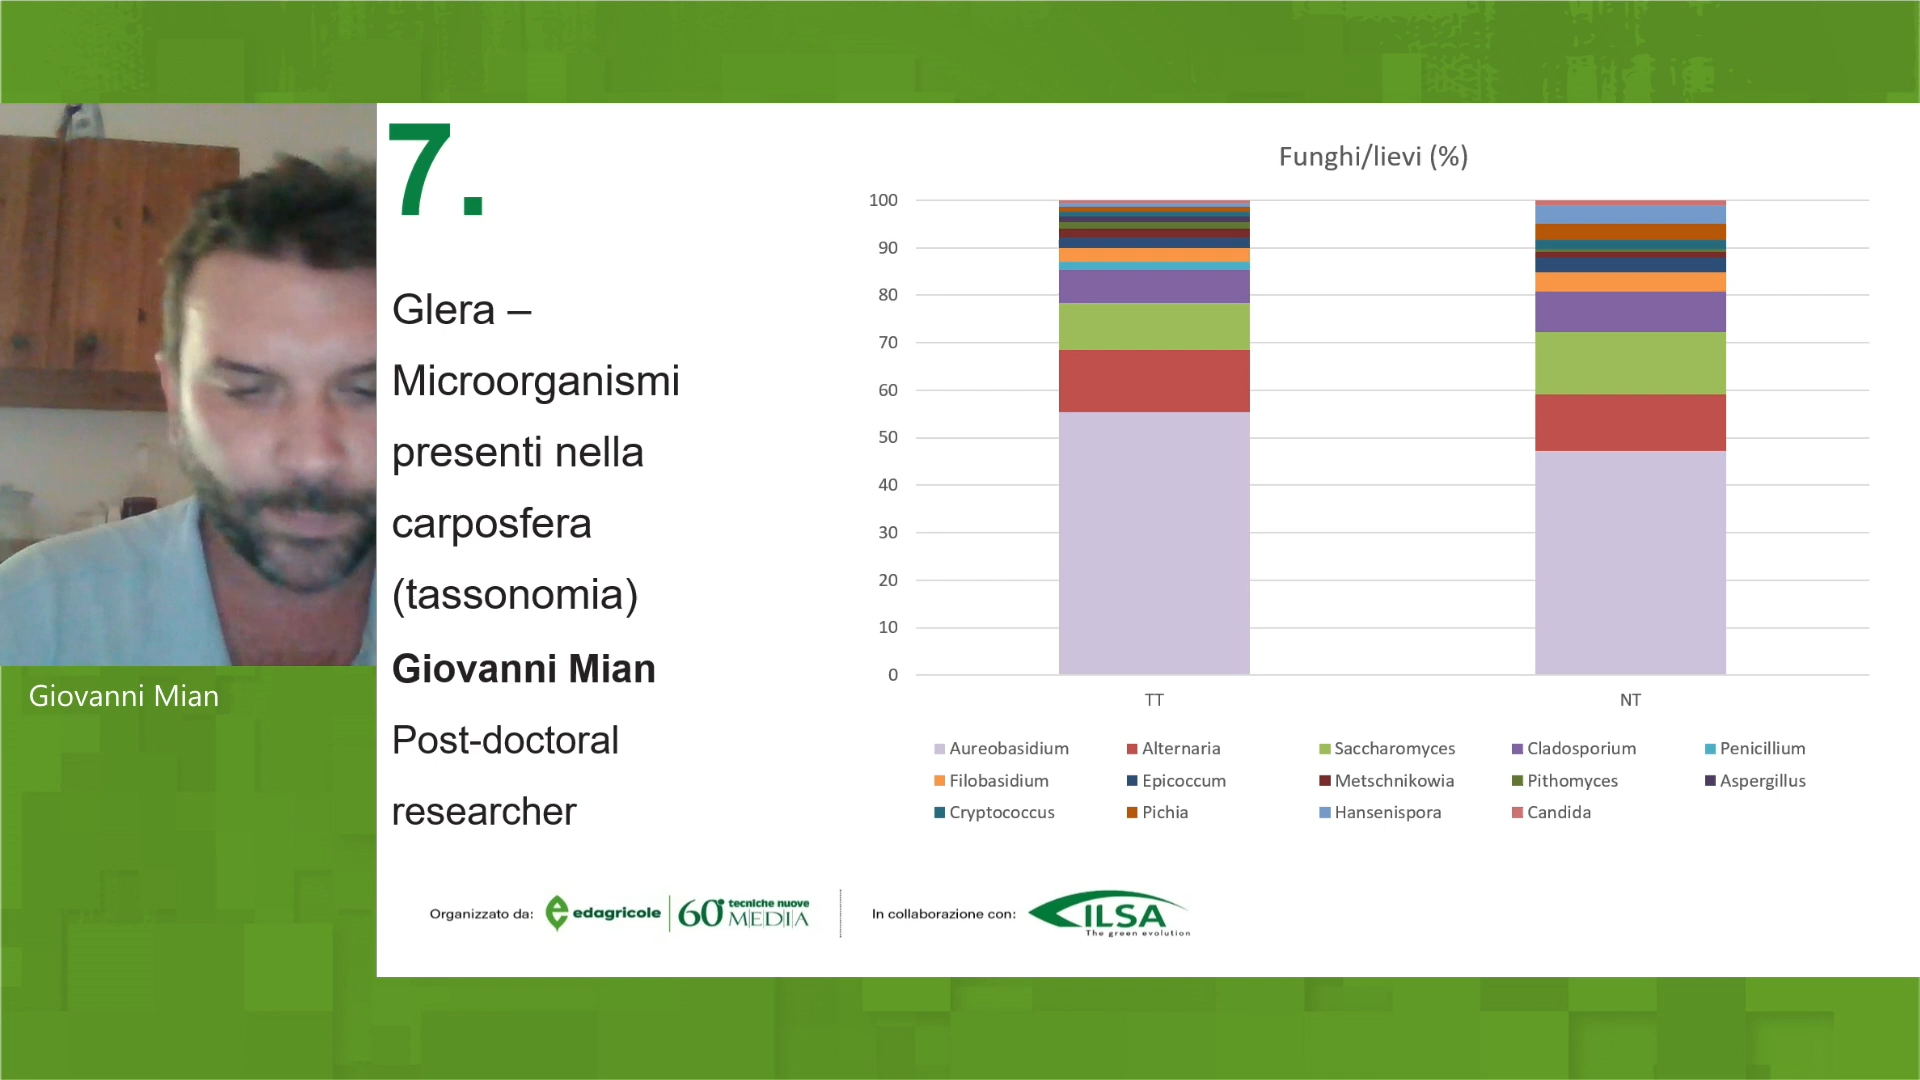 7.
Glera –
Microorganismi
presenti nella
carposfera
(tassonomia)
Giovanni Mian
Post-doctoral
researcher
Giovanni Mian
Funghi/lievi (%)
100
90
80
70
60
50
40
30
20
10
0
TT NT
Aureobasidium Alternaria Saccharomyces Cladosporium Penicillium
Filobasidium Epicoccum Metschnikowia Pithomyces Aspergillus
Cryptococcus Pichia Hansenispora Candida
Organizzato da: edagricole 60° tecniche nuove MEDIA In collaborazione con: ILSA
The green evolution